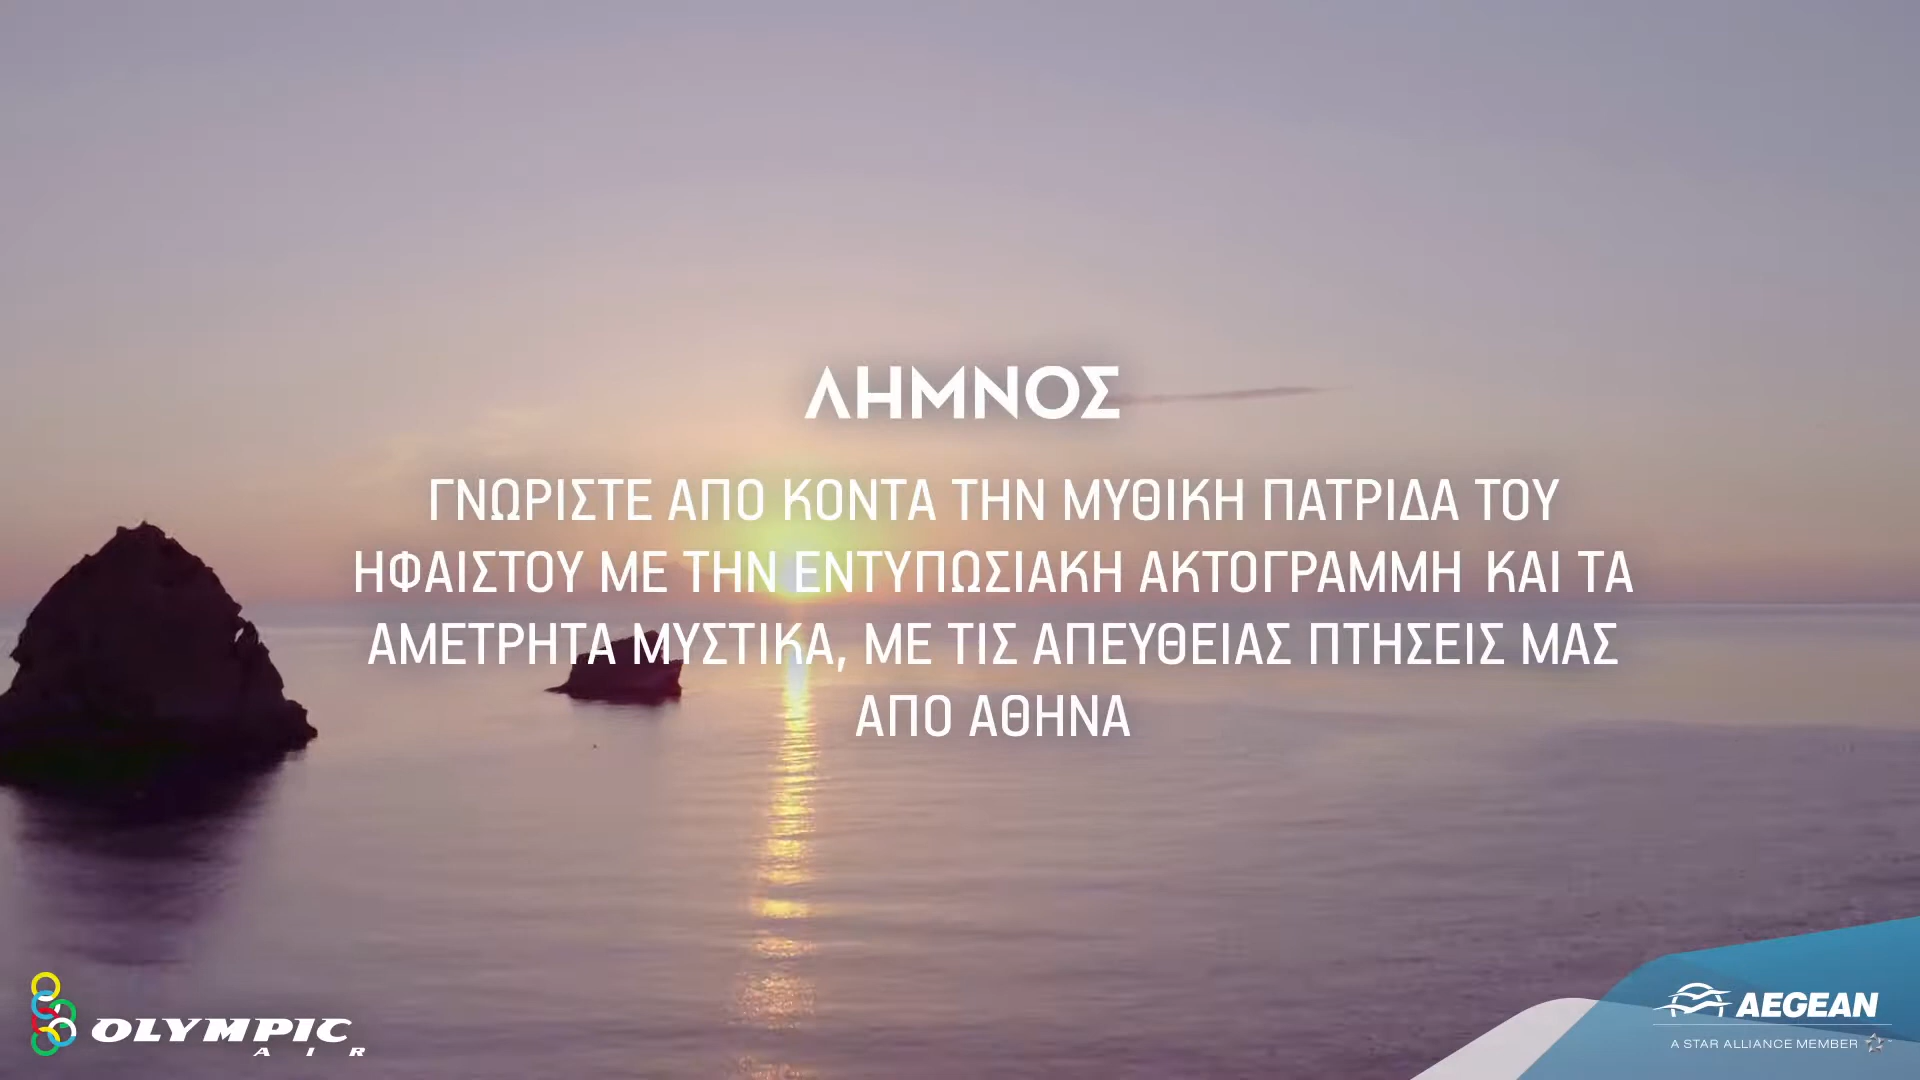 ΛΗΜΝΟΣ
ΓΝΩΡΙΣΤΕ ΑΠΟ ΚΟΝΤΑ ΤΗΝ ΜΥΘΙΚΗ ΠΑΤΡΙΔΑ ΤΟΥ
ΗΦΑΙΣΤΟΥ ΜΕ ΤΗΝ ΕΝΤΥΠΩΣΙΑΚΗ ΑΚΤΟΓΡΑΜΜΗ ΚΑΙ ΤΑ
ΑΜΕΤΡΗΤΑ ΜΥΣΤΙΚΑ, ΜΕ ΤΙΣ ΑΠΕΥΘΕΙΑΣ ΠΤΗΣΕΙΣ ΜΑΣ
ΑΠΟ ΑΘΗΝΑ
OLYMPIC
AIR
AEGEAN
A STAR ALLIANCE MEMBER